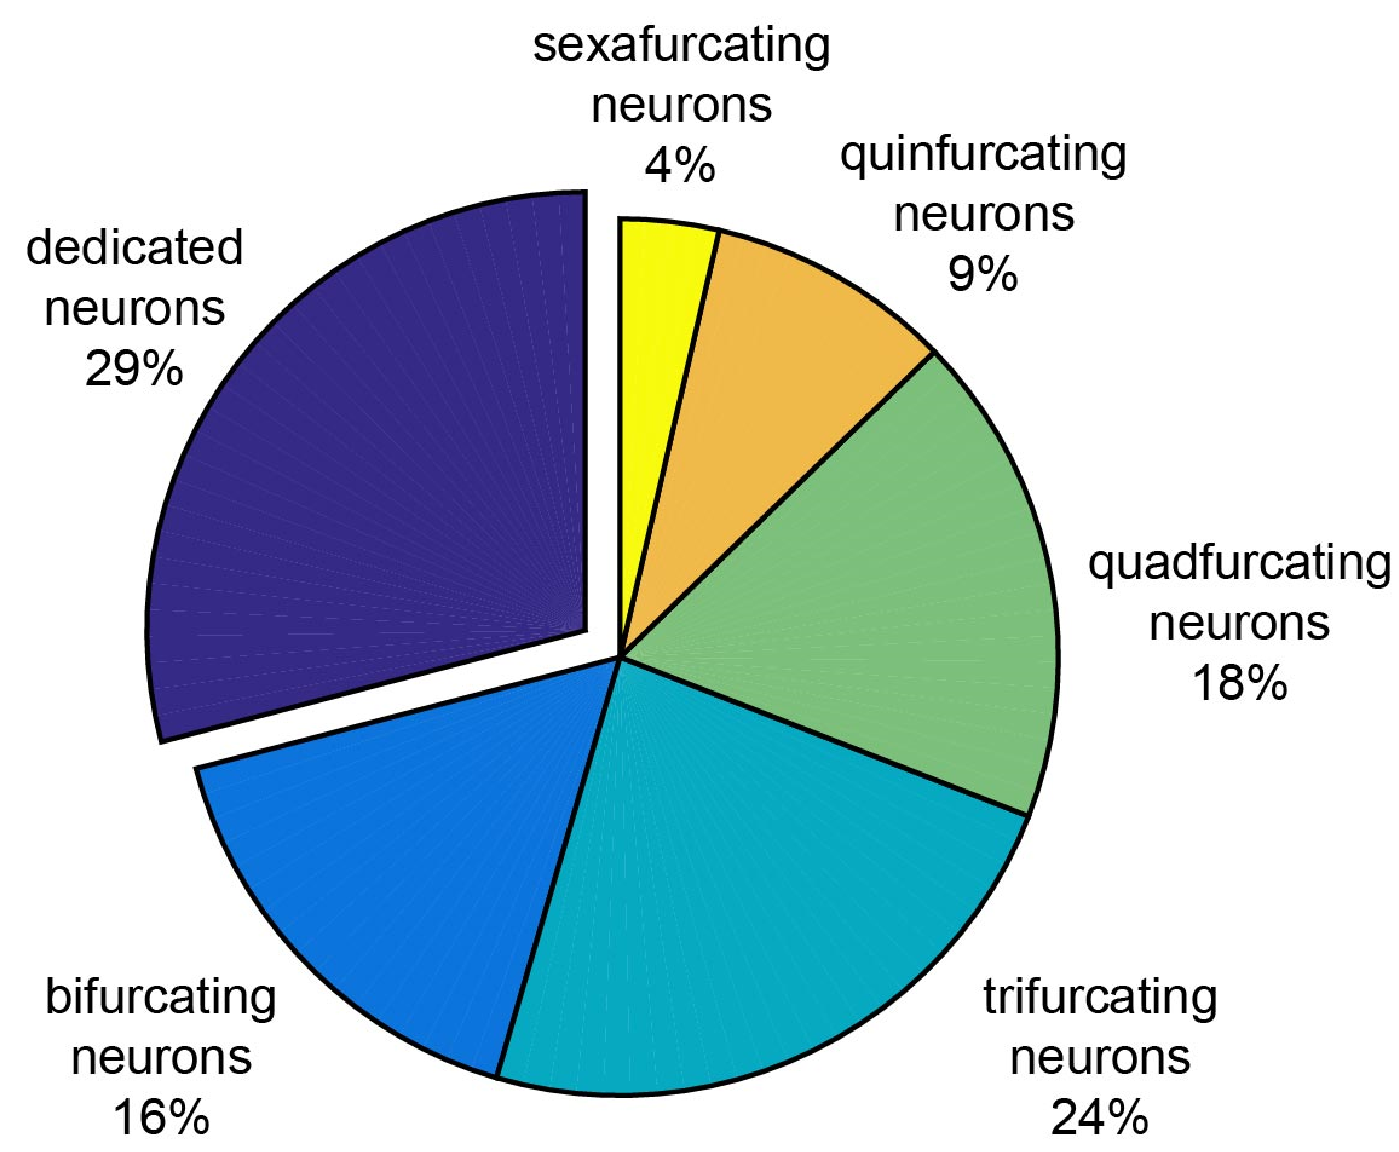 sexafurcating
neurons
4%
quinfurcating
neurons
9%
dedicated
neurons
29%
quadfurcating
neurons
18%
bifurcating
neurons
16%
trifurcating
neurons
24%